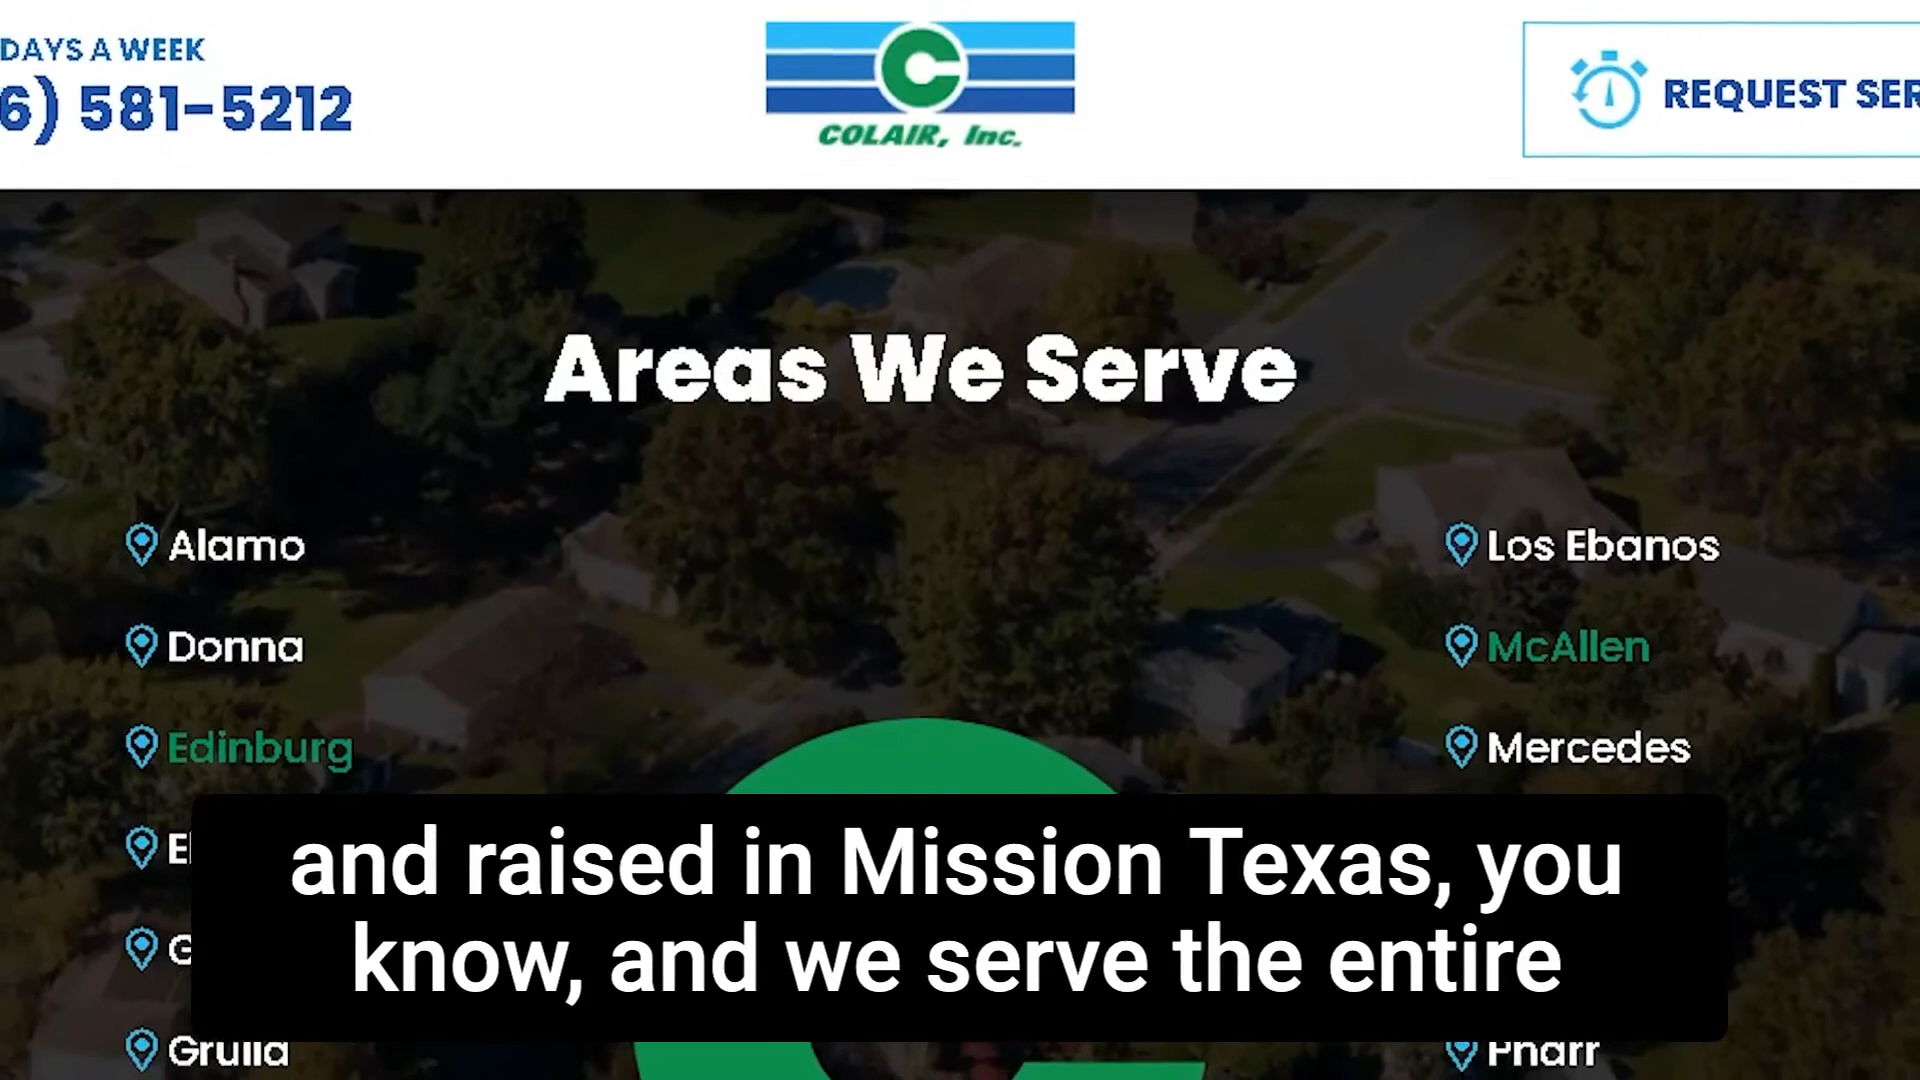 DAYS A WEEK
6) 581-5212
COLAIR, Inc.
REQUEST SER
Areas We Serve
Alamo
Donna
Edinburg
Grulla
Los Ebanos
McAllen
Mercedes
Pharr
and raised in Mission Texas, you
know, and we serve the entire